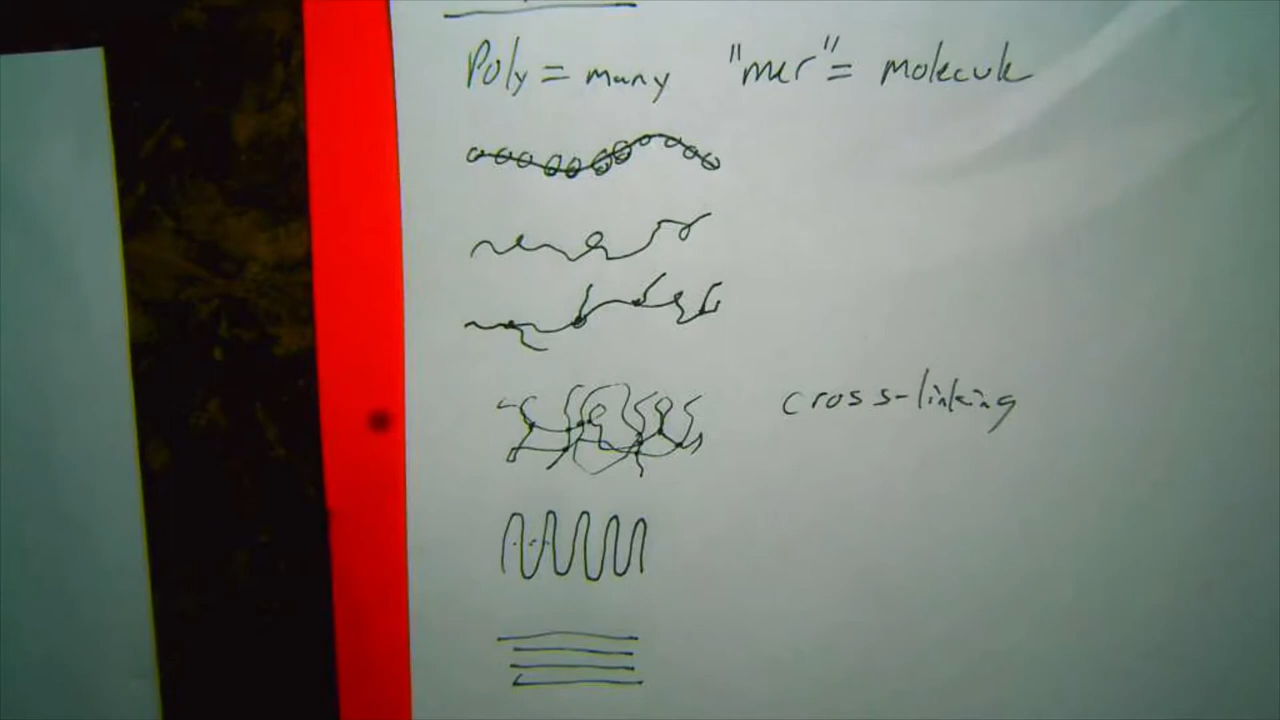 Poly = many "mer" = molecule
cross-linking